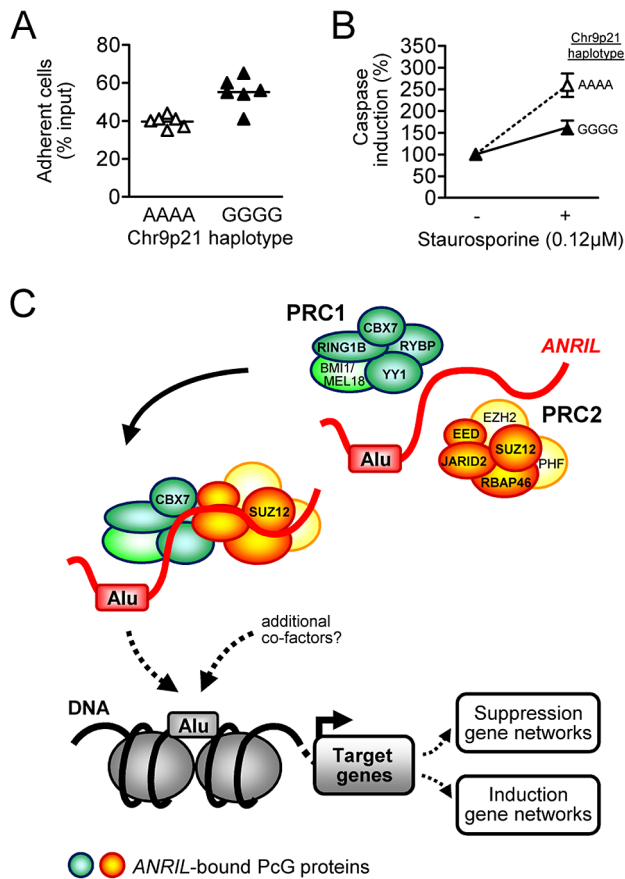 A
Adherent cells
(% input)
80
60
40
20
0
AAAA GGGG
Chr9p21 haplotype
B
Caspase
induction (%)
350
300
250
200
150
100
50
0
Chr9p21
haplotype
AAAA
GGGG
- +
Staurosporine (0.12µM)
C
PRC1
CBX7
RING1B
RYBP
BMI1/
MEL18
YY1
ANRIL
PRC2
EZH2
EED
SUZ12
JARID2
PHF
RBAP46
Alu
CBX7
SUZ12
Alu
additional
co-factors?
DNA
Alu
Target
genes
Suppression
gene networks
Induction
gene networks
ANRIL-bound PcG proteins